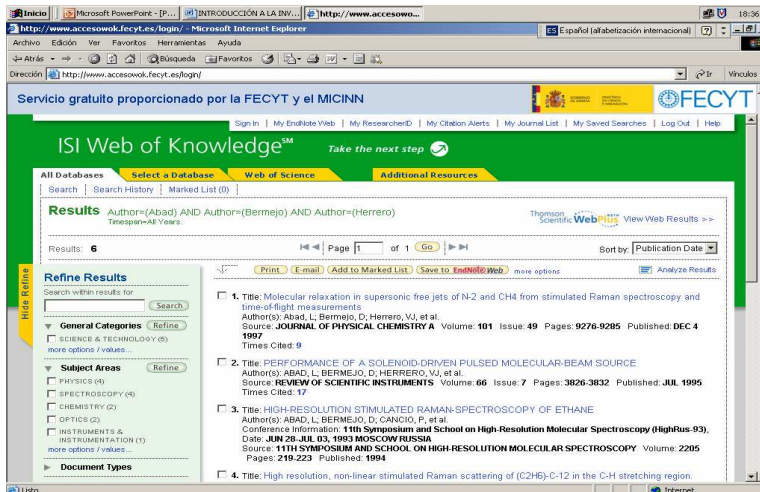 Inicio
Microsoft PowerPoint - [P...
INTRODUCCIÓN A LA INV...
http://www.accesowo...
18:36
http://www.accesowok.fecyt.es/login/ - Microsoft Internet Explorer
ES Español (alfabetización internacional)
Archivo Edición Ver Favoritos Herramientas Ayuda
Atrás Búsqueda Favoritos
Dirección http://www.accesowok.fecyt.es/login/ Ir Vínculos
Servicio gratuito proporcionado por la FECYT y el MICINN
FECYT
Sign In | My EndNote Web | My ResearcherID | My Citation Alerts | My Journal List | My Saved Searches | Log Out | Help
ISI Web of Knowledge℠ Take the next step
All Databases Select a Database Web of Science Additional Resources
Search | Search History | Marked List (0)
Results Author=(Abad) AND Author=(Bermejo) AND Author=(Herrero)
Timespan=All Years.
Thomson Scientific WebPlus View Web Results >>
Results: 6 Page 1 of 1 Go Sort by: Publication Date
Print E-mail Add to Marked List Save to EndNote Web more options Analyze Results
Hide Refine
Refine Results
Search within results for
Search
General Categories Refine
SCIENCE & TECHNOLOGY (5)
more options / values...
Subject Areas Refine
PHYSICS (4)
SPECTROSCOPY (4)
CHEMISTRY (2)
OPTICS (2)
INSTRUMENTS &
INSTRUMENTATION (1)
more options / values...
Document Types
1. Title: Molecular relaxation in supersonic free jets of N-2 and CH4 from stimulated Raman spectroscopy and
time-of-flight measurements
Author(s): Abad, L; Bermejo, D; Herrero, VJ, et al.
Source: JOURNAL OF PHYSICAL CHEMISTRY A Volume: 101 Issue: 49 Pages: 9276-9285 Published: DEC 4
1997
Times Cited: 9
2. Title: PERFORMANCE OF A SOLENOID-DRIVEN PULSED MOLECULAR-BEAM SOURCE
Author(s): ABAD, L; BERMEJO, D; HERRERO, VJ, et al.
Source: REVIEW OF SCIENTIFIC INSTRUMENTS Volume: 66 Issue: 7 Pages: 3826-3832 Published: JUL 1995
Times Cited: 17
3. Title: HIGH-RESOLUTION STIMULATED RAMAN-SPECTROSCOPY OF ETHANE
Author(s): ABAD, L; BERMEJO, D; CANCIO, P, et al.
Conference Information: 11th Symposium and School on High-Resolution Molecular Spectroscopy (HighRus-93),
Date: JUN 28-JUL 03, 1993 MOSCOW RUSSIA
Source: 11TH SYMPOSIUM AND SCHOOL ON HIGH-RESOLUTION MOLECULAR SPECTROSCOPY Volume: 2205
Pages: 219-223 Published: 1994
4. Title: High resolution, non-linear stimulated Raman scattering of (C2H6)-C-12 in the C-H stretching region.
Listo
Internet